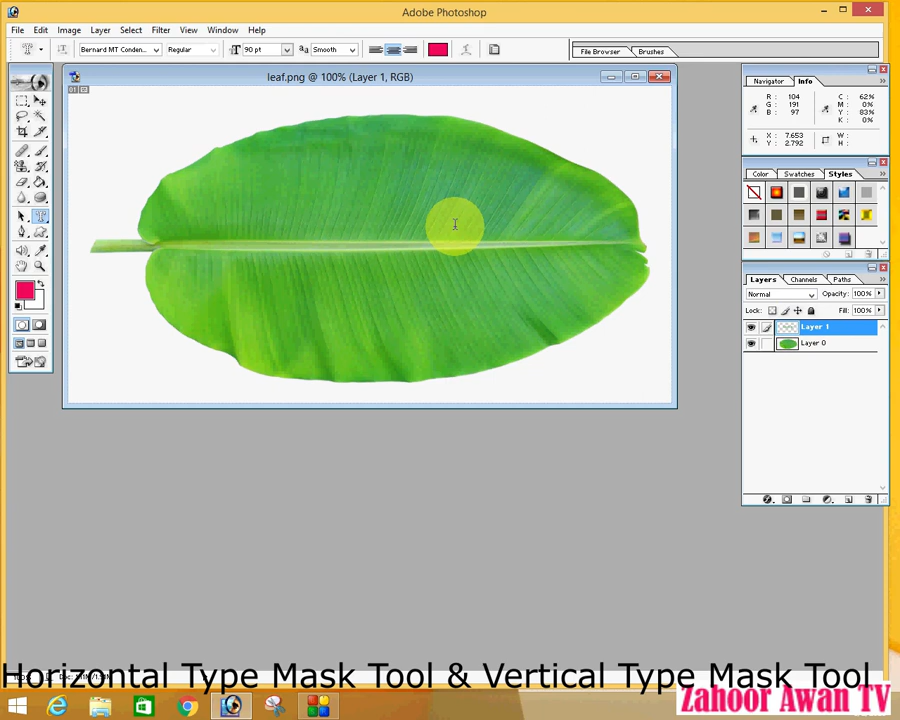 Adobe Photoshop
File Edit Image Layer Select Filter View Window Help
Bernard MT Conden... Regular 90 pt aa Smooth File Browser Brushes
leaf.png @ 100% (Layer 1, RGB)
Navigator Info
R : 104 C : 62%
G : 191 M : 0%
B : 97 Y : 83%
K : 0%
X : 7.653 W :
Y : 2.792 H :
Color Swatches Styles
Layers Channels Paths
Normal Opacity: 100%
Lock: Fill: 100%
Layer 1
Layer 0
Horizontal Type Mask Tool & Vertical Type Mask Tool
Zahoor Awan TV